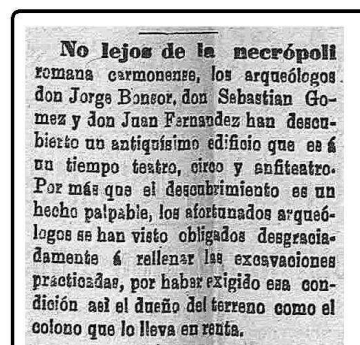 No lejos de la necrópoli
romana carmonense, los arqueólogos
don Jorge Bonsor, don Sebastian Go-
mez y don Juan Fernandez han descu-
bierto un antiquísimo edificio que es á
un tiempo teatro, circo y anfiteatro.
Por más que el descubrimiento es un
hecho palpable, los afortunados arqueó-
logos se han visto obligados desgracia-
damente á rellenar las excavaciones
practicadas, por haber exigido esa con-
dición asi el dueño del terreno como el
colono que lo lleva en renta.